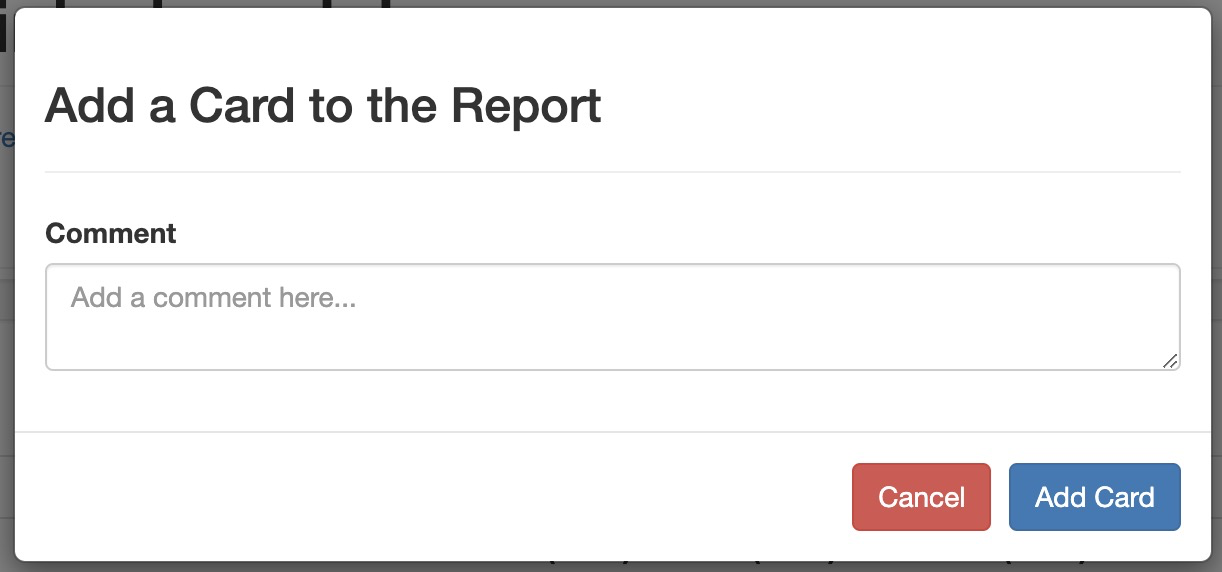 Add a Card to the Report
Comment
Add a comment here...
Cancel
Add Card